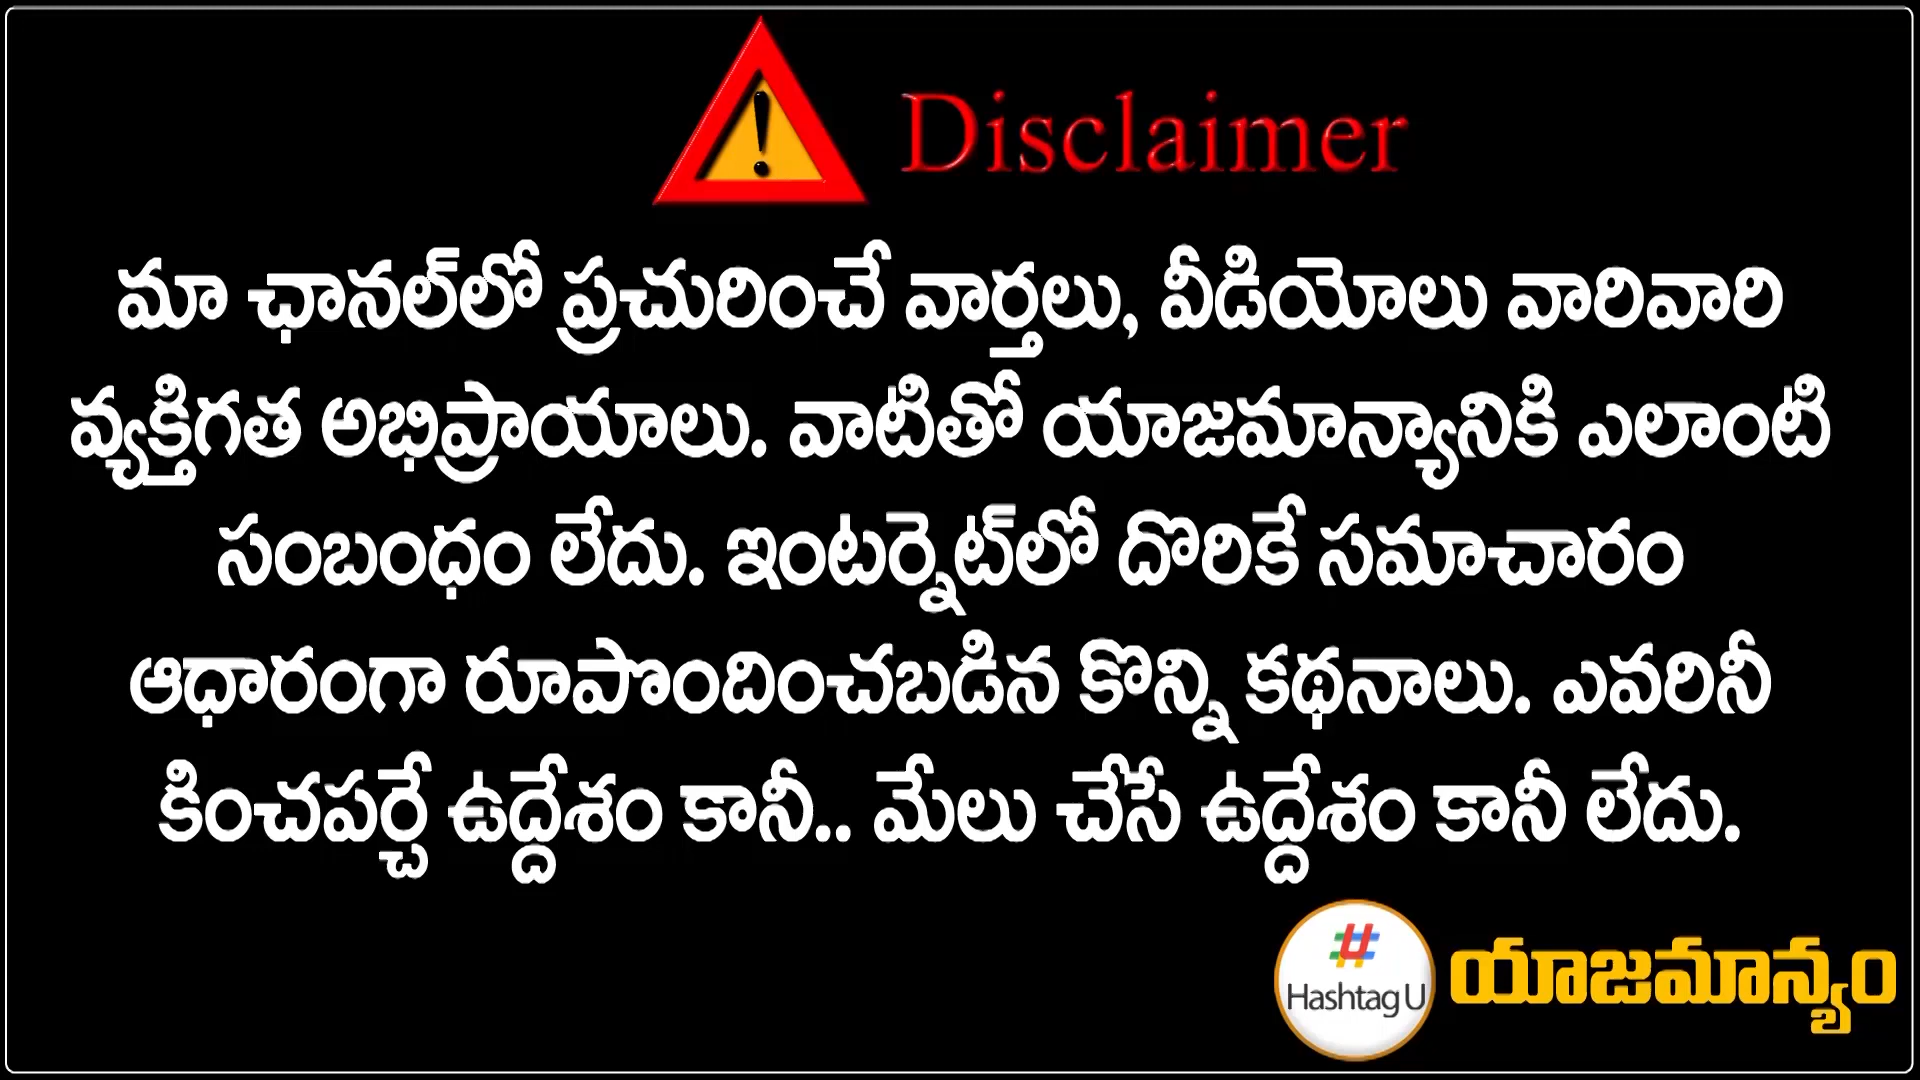 Disclaimer
మా ఛానల్‌లో ప్రచురించే వార్తలు, వీడియోలు వారివారి
వ్యక్తిగత అభిప్రాయాలు. వాటితో యాజమాన్యానికి ఎలాంటి
సంబంధం లేదు. ఇంటర్నెట్‌లో దొరికే సమాచారం
ఆధారంగా రూపొందించబడిన కొన్ని కథనాలు. ఎవరినీ
కించపర్చే ఉద్దేశం కానీ.. మేలు చేసే ఉద్దేశం కానీ లేదు.
# Hashtag U యాజమాన్యం